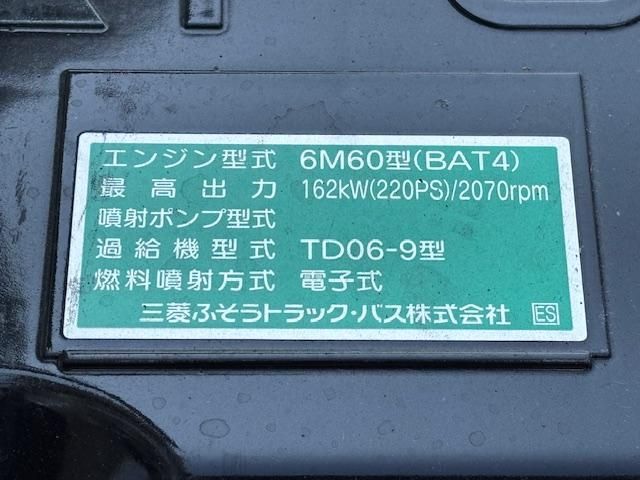 エンジン型式 6M60型(BAT4)
最高出力 162kW(220PS)/2070rpm
噴射ポンプ型式
過給機型式 TD06-9型
燃料噴射方式 電子式
三菱ふそうトラック・バス株式会社 ES